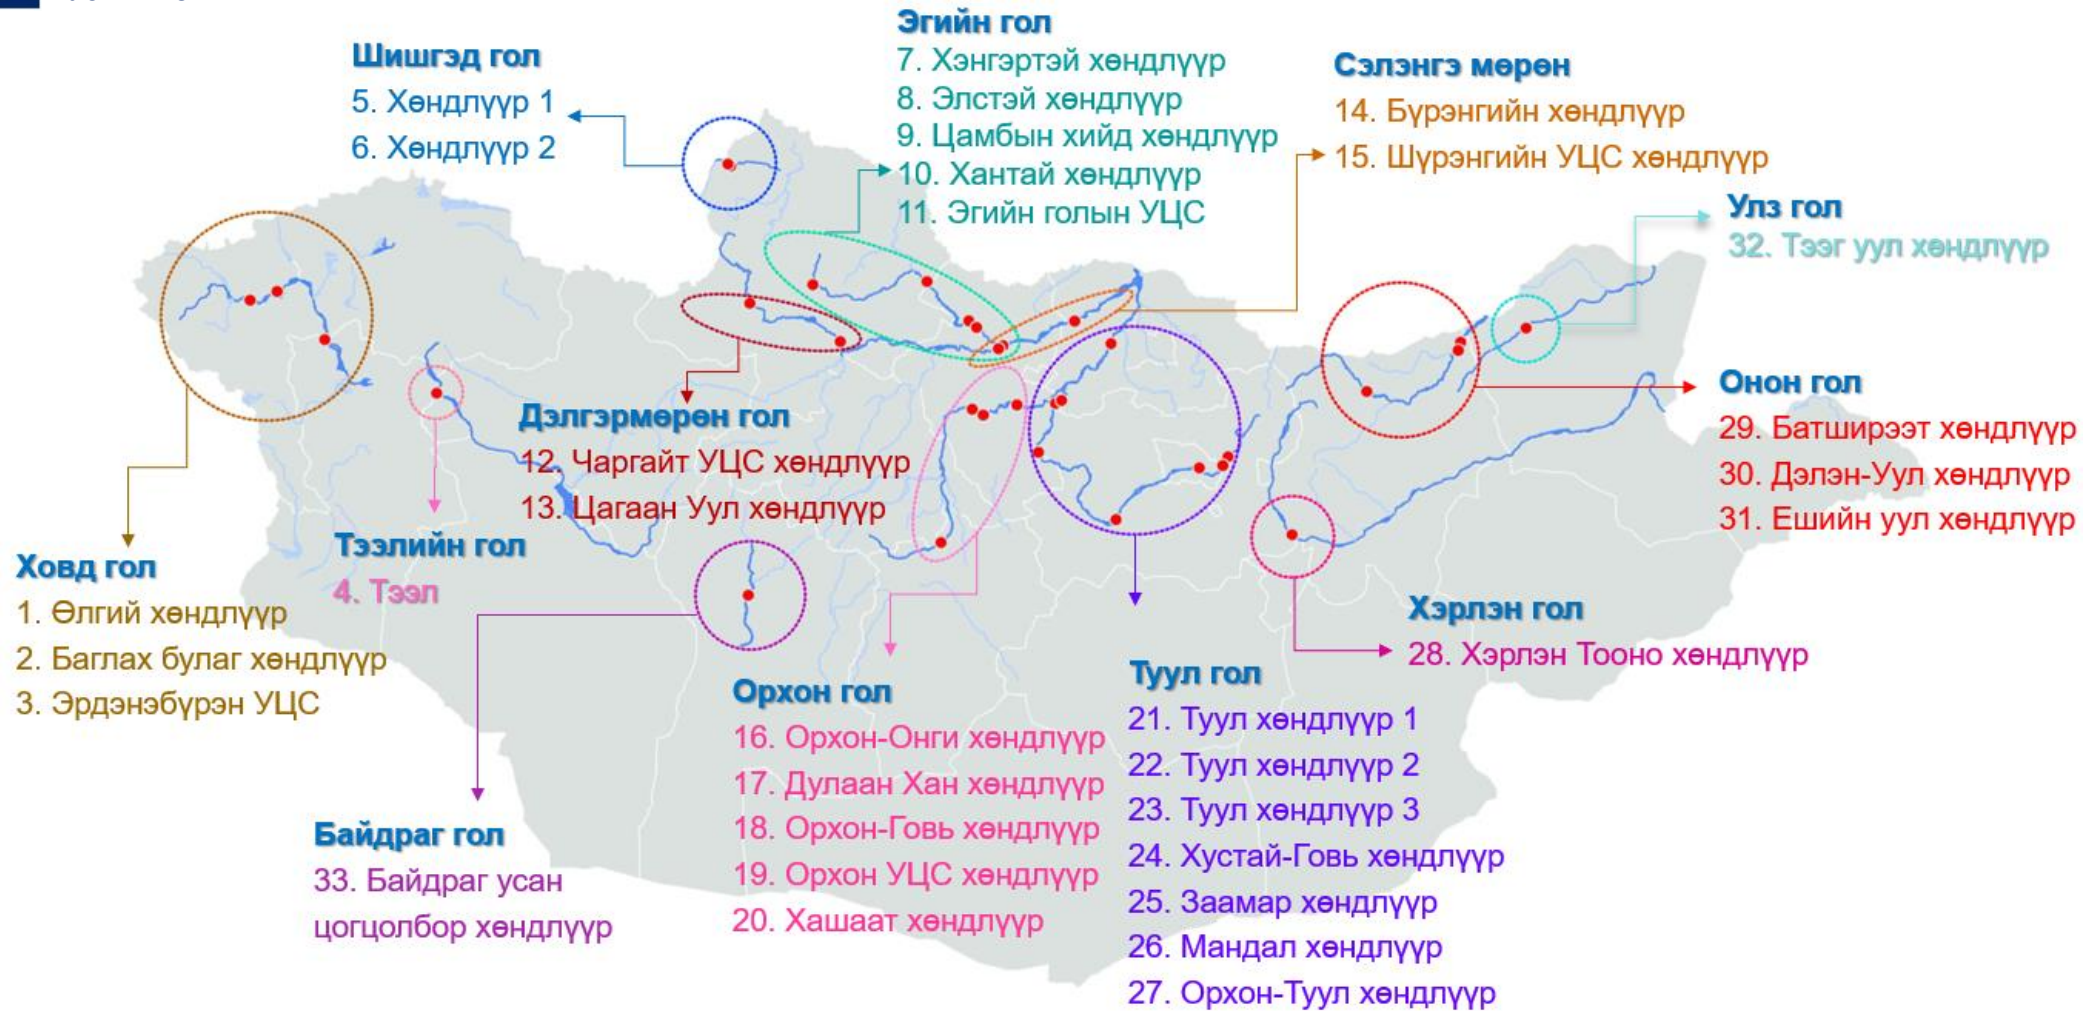 Шишгэд гол
5. Хөндлүүр 1
6. Хөндлүүр 2
Эгийн гол
7. Хэнгэртэй хөндлүүр
8. Элстэй хөндлүүр
9. Цамбын хийд хөндлүүр
10. Хантай хөндлүүр
11. Эгийн голын УЦС
Сэлэнгэ мөрөн
14. Бүрэнгийн хөндлүүр
15. Шүрэнгийн УЦС хөндлүүр
Улз гол
32. Тээг уул хөндлүүр
Онон гол
29. Батширээт хөндлүүр
30. Дэлэн-Уул хөндлүүр
31. Ешийн уул хөндлүүр
Дэлгэрмөрөн гол
12. Чаргайт УЦС хөндлүүр
13. Цагаан Уул хөндлүүр
Тээлийн гол
4. Тээл
Ховд гол
1. Өлгий хөндлүүр
2. Баглах булаг хөндлүүр
3. Эрдэнэбүрэн УЦС
Хэрлэн гол
28. Хэрлэн Тооно хөндлүүр
Орхон гол
16. Орхон-Онги хөндлүүр
17. Дулаан Хан хөндлүүр
18. Орхон-Говь хөндлүүр
19. Орхон УЦС хөндлүүр
20. Хашаат хөндлүүр
Туул гол
21. Туул хөндлүүр 1
22. Туул хөндлүүр 2
23. Туул хөндлүүр 3
24. Хустай-Говь хөндлүүр
25. Заамар хөндлүүр
26. Мандал хөндлүүр
27. Орхон-Туул хөндлүүр
Байдраг гол
33. Байдраг усан
цогцолбор хөндлүүр